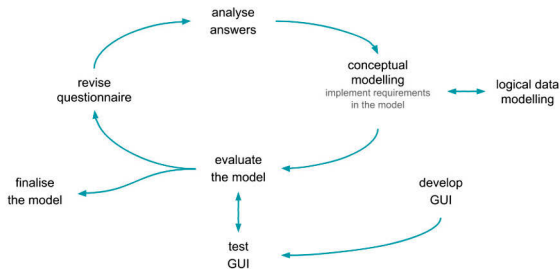 analyse
answers
conceptual
modelling
implement requirements
in the model
logical data
modelling
revise
questionnaire
evaluate
the model
finalise
the model
develop
GUI
test
GUI